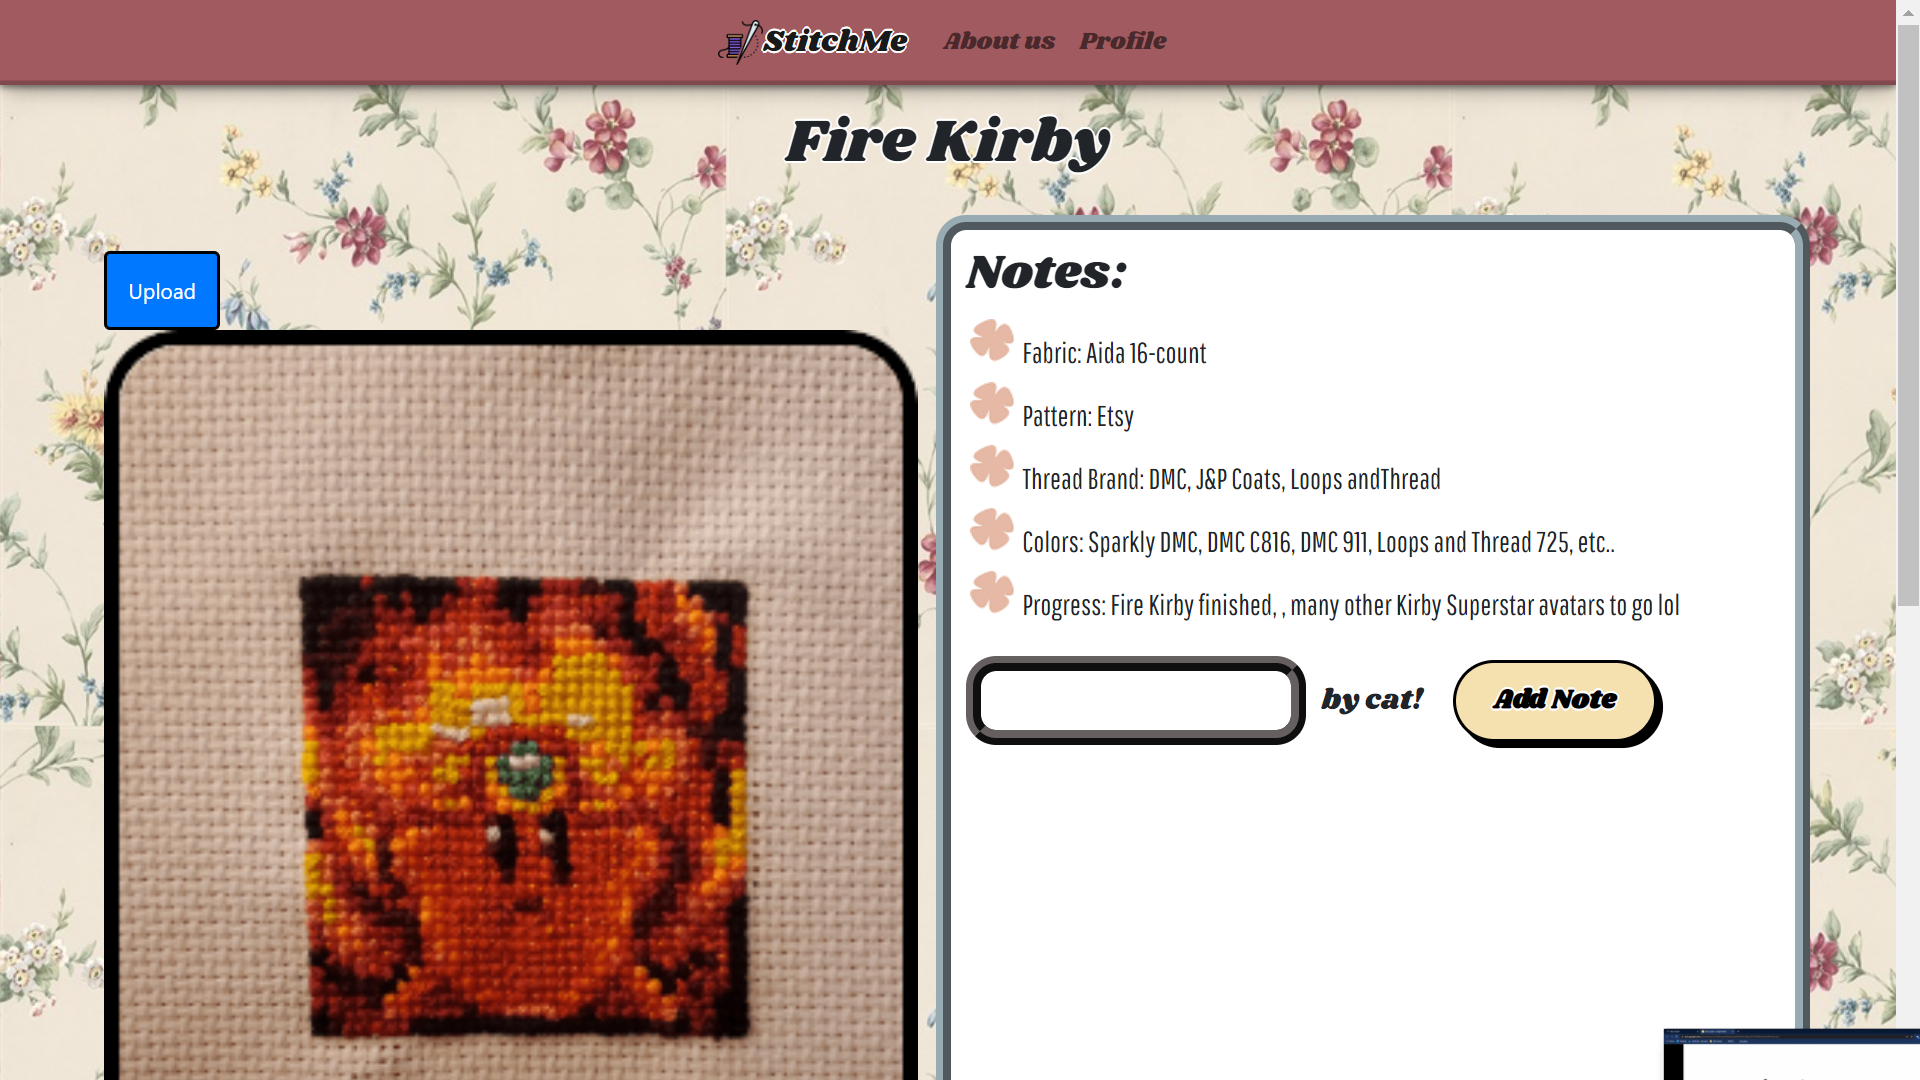 StitchMe About us Profile
Fire Kirby
Upload
Notes:
Fabric: Aida 16-count
Pattern: Etsy
Thread Brand: DMC, J&P Coats, Loops andThread
Colors: Sparkly DMC, DMC C816, DMC 911, Loops and Thread 725, etc..
Progress: Fire Kirby finished, , many other Kirby Superstar avatars to go lol
by cat! Add Note